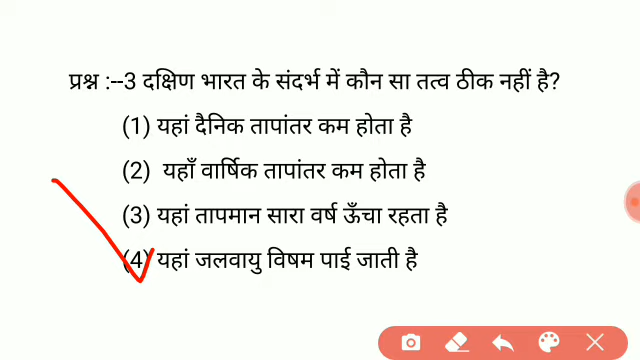 प्रश्न :--3 दक्षिण भारत के संदर्भ में कौन सा तत्व ठीक नहीं है?
(1) यहां दैनिक तापांतर कम होता है
(2) यहाँ वार्षिक तापांतर कम होता है
(3) यहां तापमान सारा वर्ष ऊँचा रहता है
(4) यहां जलवायु विषम पाई जाती है